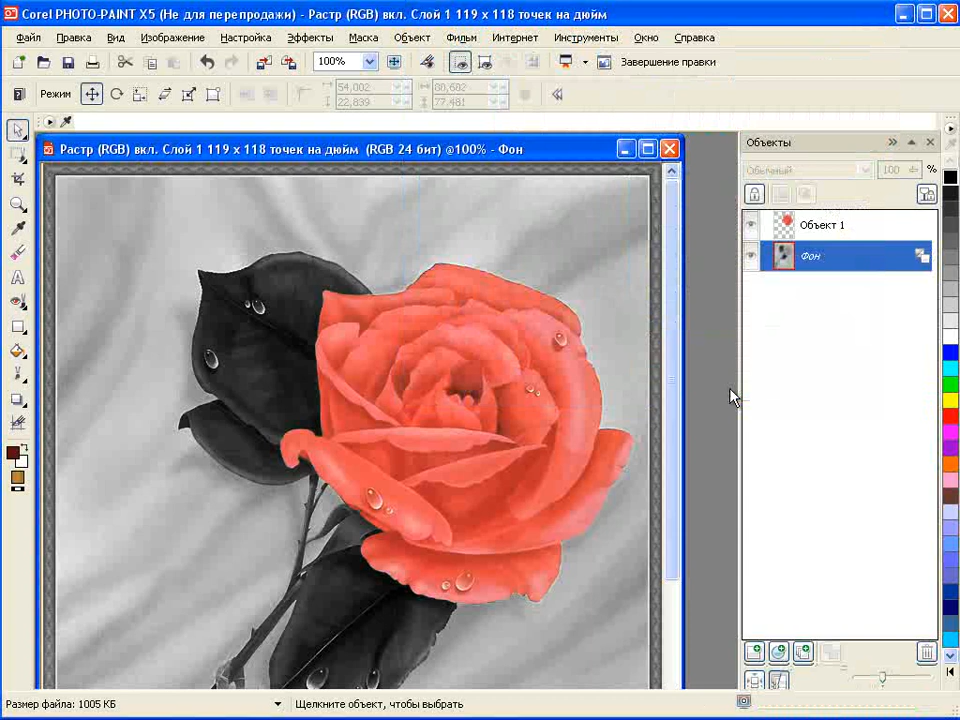 Corel PHOTO-PAINT X5 (Не для перепродажи) - Растр (RGB) вкл. Слой 1 119 x 118 точек на дюйм
Файл Правка Вид Изображение Настройка Эффекты Маска Объект Фильм Интернет Инструменты Окно Справка
100% Завершение правки
Режим 54,002 80,682
22,839 77,481
Растр (RGB) вкл. Слой 1 119 x 118 точек на дюйм (RGB 24 бит) @100% - Фон
Объекты
Обычный 100 %
Объект 1
Фон
Размер файла: 1005 КБ Щелкните объект, чтобы выбрать